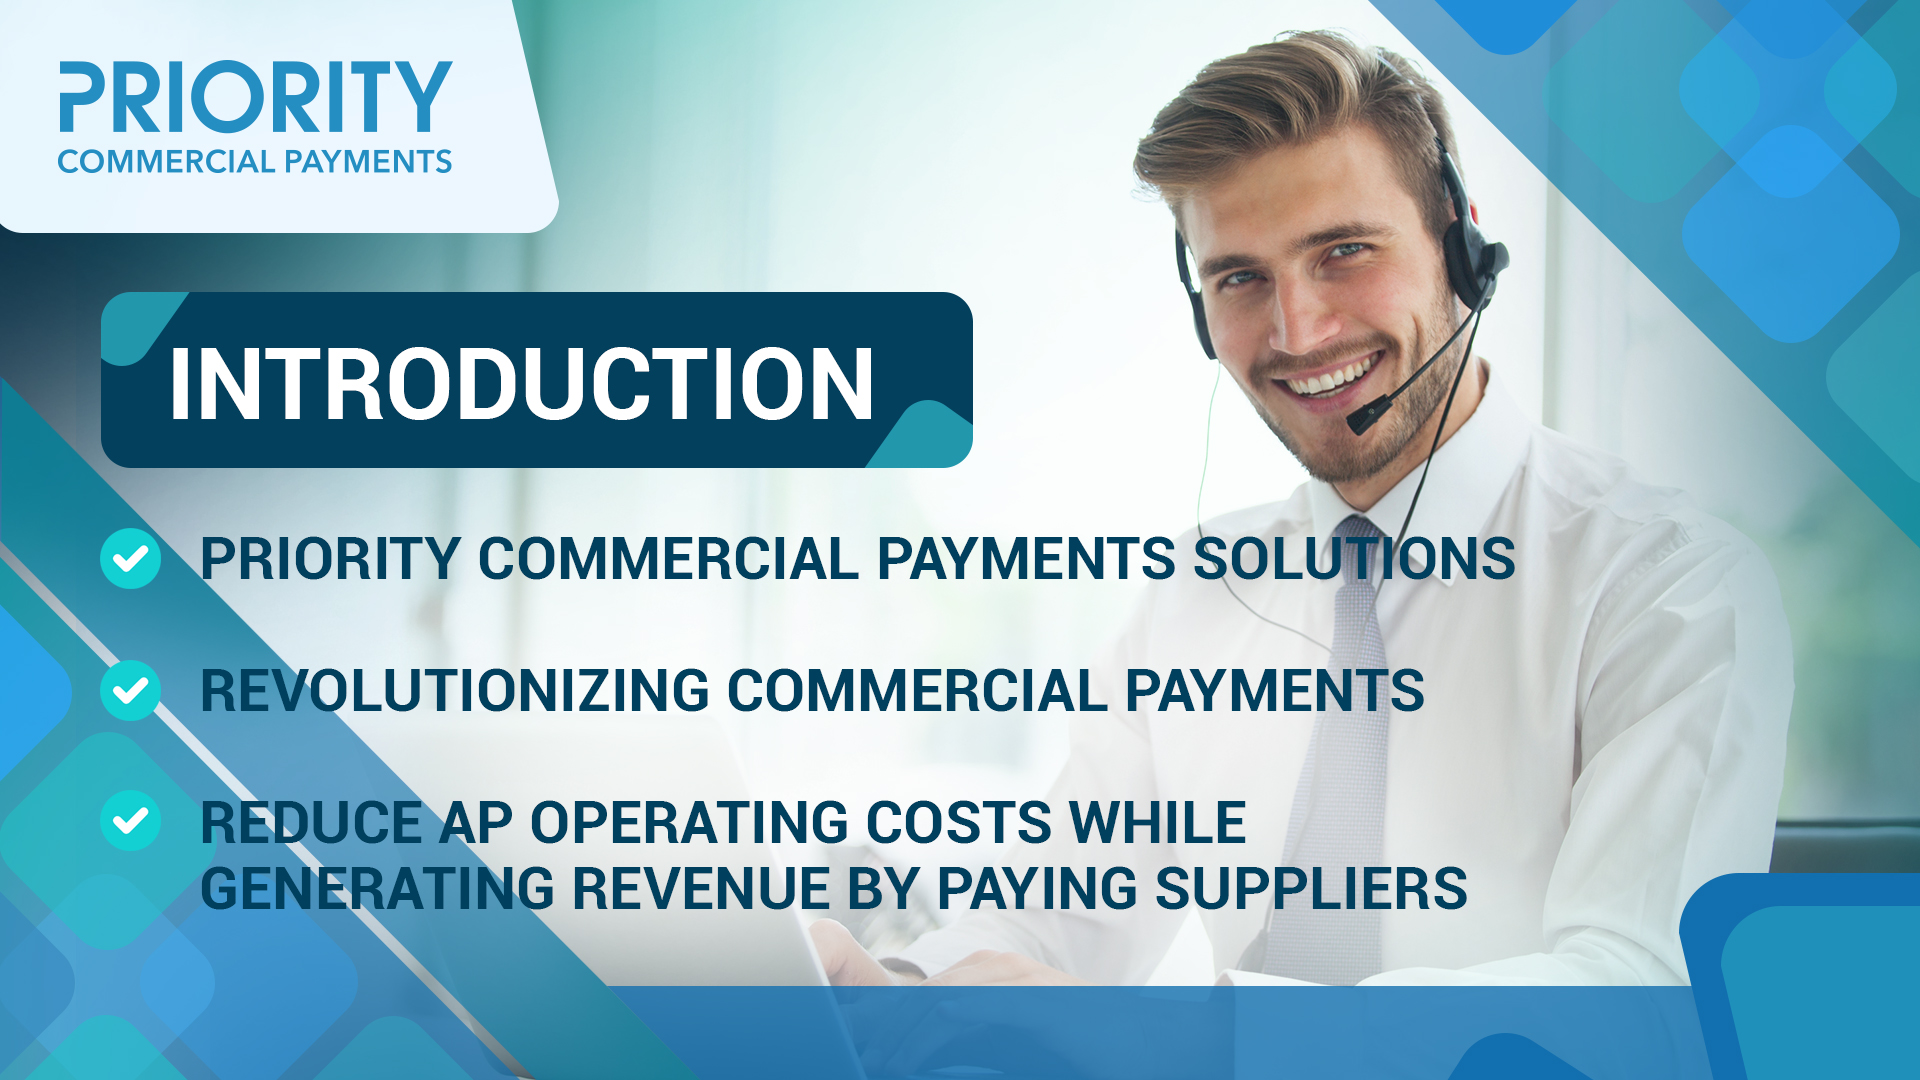 PRIORITY
COMMERCIAL PAYMENTS
INTRODUCTION
PRIORITY COMMERCIAL PAYMENTS SOLUTIONS
REVOLUTIONIZING COMMERCIAL PAYMENTS
REDUCE AP OPERATING COSTS WHILE
GENERATING REVENUE BY PAYING SUPPLIERS